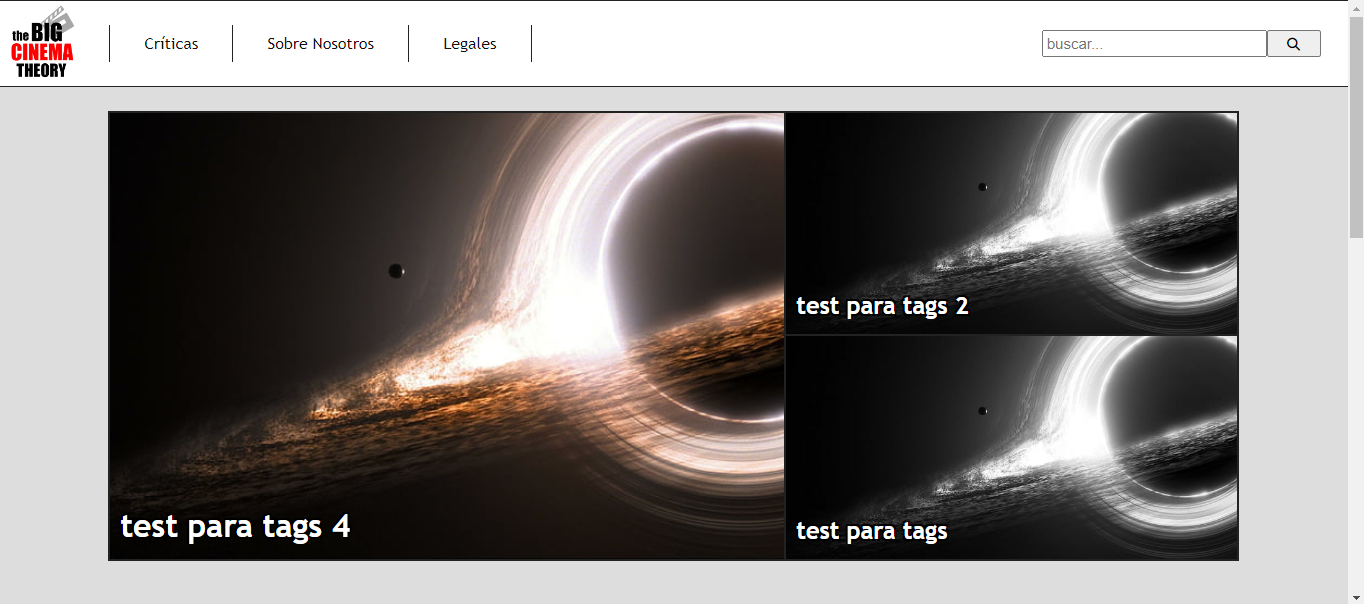 the BIG
CINEMA
THEORY
Críticas
Sobre Nosotros
Legales
buscar...
test para tags 4
test para tags 2
test para tags